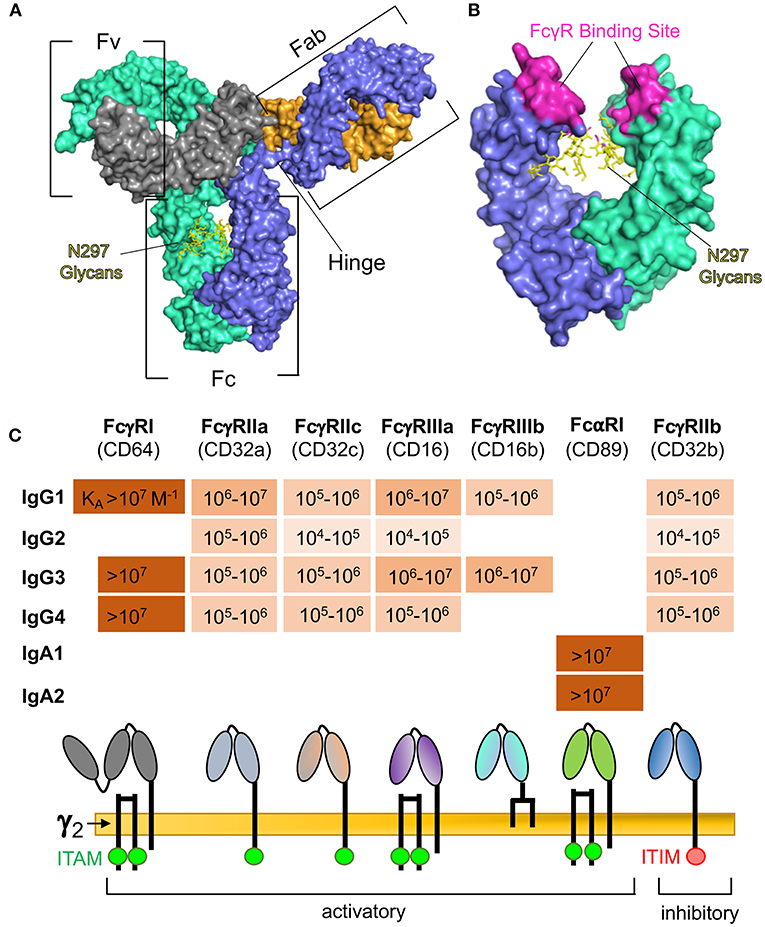 A
Fv
Fab
N297
Glycans
Hinge
Fc
B
FcγR Binding Site
N297
Glycans
C
FcγRI FcγRIIa FcγRIIc FcγRIIIa FcγRIIIb FcαRI FcγRIIb
(CD64) (CD32a) (CD32c) (CD16) (CD16b) (CD89) (CD32b)
IgG1 K_A >10⁷ M⁻¹ 10⁶-10⁷ 10⁵-10⁶ 10⁶-10⁷ 10⁵-10⁶ 10⁵-10⁶
IgG2 10⁵-10⁶ 10⁴-10⁵ 10⁴-10⁵ 10⁴-10⁵
IgG3 >10⁷ 10⁵-10⁶ 10⁵-10⁶ 10⁶-10⁷ 10⁶-10⁷ 10⁵-10⁶
IgG4 >10⁷ 10⁵-10⁶ 10⁵-10⁶ 10⁵-10⁶ 10⁵-10⁶
IgA1 >10⁷
IgA2 >10⁷
γ₂
ITAM ITIM
activatory inhibitory